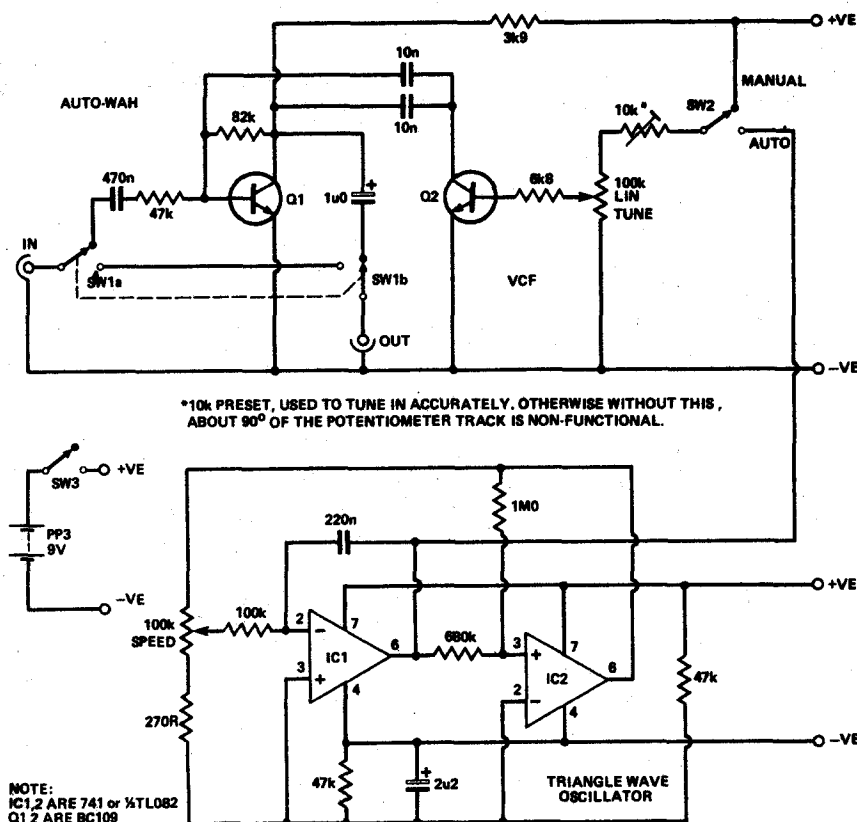 +VE
3k9
10n
MANUAL
AUTO-WAH
10k*
SW2
82k
10n
AUTO
470n
1u0
+
Q1
Q2
6k8
100k
LIN
TUNE
47k
IN
SW1a
SW1b
VCF
OUT
-VE
*10k PRESET, USED TO TUNE IN ACCURATELY. OTHERWISE WITHOUT THIS,
ABOUT 90° OF THE POTENTIOMETER TRACK IS NON-FUNCTIONAL.
SW3
+VE
1M0
220n
PP3
9V
-VE
+VE
100k
SPEED
100k
2
-
7
6
680k
3
+
7
6
IC1
IC2
47k
3
+
4
2
-
4
270R
-VE
47k
+
2u2
TRIANGLE WAVE
OSCILLATOR
NOTE:
IC1,2 ARE 741 or ½TL082
Q1,2 ARE BC109